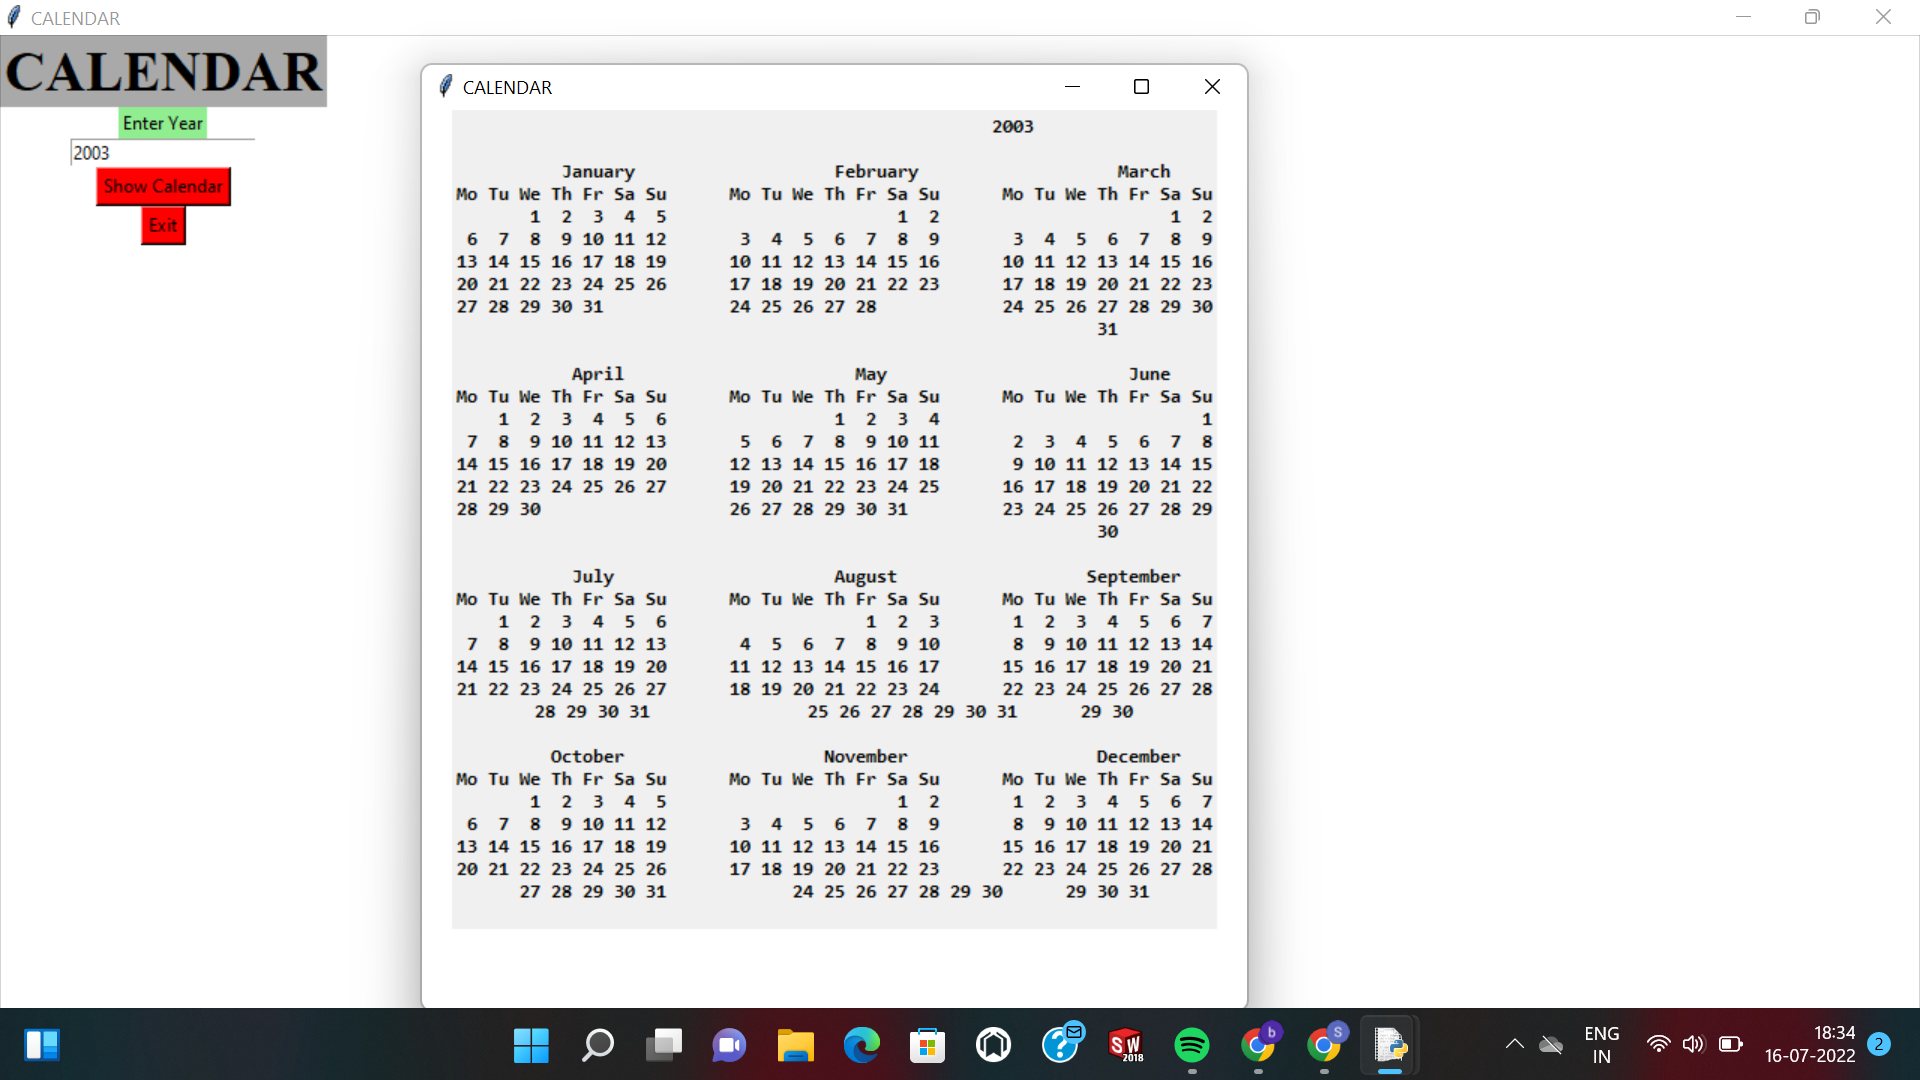 CALENDAR
CALENDAR
Enter Year
2003
Show Calendar
Exit
CALENDAR
2003
January February March
Mo Tu We Th Fr Sa Su Mo Tu We Th Fr Sa Su Mo Tu We Th Fr Sa Su
1 2 3 4 5 1 2 1 2
6 7 8 9 10 11 12 3 4 5 6 7 8 9 3 4 5 6 7 8 9
13 14 15 16 17 18 19 10 11 12 13 14 15 16 10 11 12 13 14 15 16
20 21 22 23 24 25 26 17 18 19 20 21 22 23 17 18 19 20 21 22 23
27 28 29 30 31 24 25 26 27 28 24 25 26 27 28 29 30
31
April May June
Mo Tu We Th Fr Sa Su Mo Tu We Th Fr Sa Su Mo Tu We Th Fr Sa Su
1 2 3 4 5 6 1 2 3 4 1
7 8 9 10 11 12 13 5 6 7 8 9 10 11 2 3 4 5 6 7 8
14 15 16 17 18 19 20 12 13 14 15 16 17 18 9 10 11 12 13 14 15
21 22 23 24 25 26 27 19 20 21 22 23 24 25 16 17 18 19 20 21 22
28 29 30 26 27 28 29 30 31 23 24 25 26 27 28 29
30
July August September
Mo Tu We Th Fr Sa Su Mo Tu We Th Fr Sa Su Mo Tu We Th Fr Sa Su
1 2 3 4 5 6 1 2 3 1 2 3 4 5 6 7
7 8 9 10 11 12 13 4 5 6 7 8 9 10 8 9 10 11 12 13 14
14 15 16 17 18 19 20 11 12 13 14 15 16 17 15 16 17 18 19 20 21
21 22 23 24 25 26 27 18 19 20 21 22 23 24 22 23 24 25 26 27 28
28 29 30 31 25 26 27 28 29 30 31 29 30
October November December
Mo Tu We Th Fr Sa Su Mo Tu We Th Fr Sa Su Mo Tu We Th Fr Sa Su
1 2 3 4 5 1 2 1 2 3 4 5 6 7
6 7 8 9 10 11 12 3 4 5 6 7 8 9 8 9 10 11 12 13 14
13 14 15 16 17 18 19 10 11 12 13 14 15 16 15 16 17 18 19 20 21
20 21 22 23 24 25 26 17 18 19 20 21 22 23 22 23 24 25 26 27 28
27 28 29 30 31 24 25 26 27 28 29 30 29 30 31
SW
2018
b
S
ENG
IN
18:34
16-07-2022
2